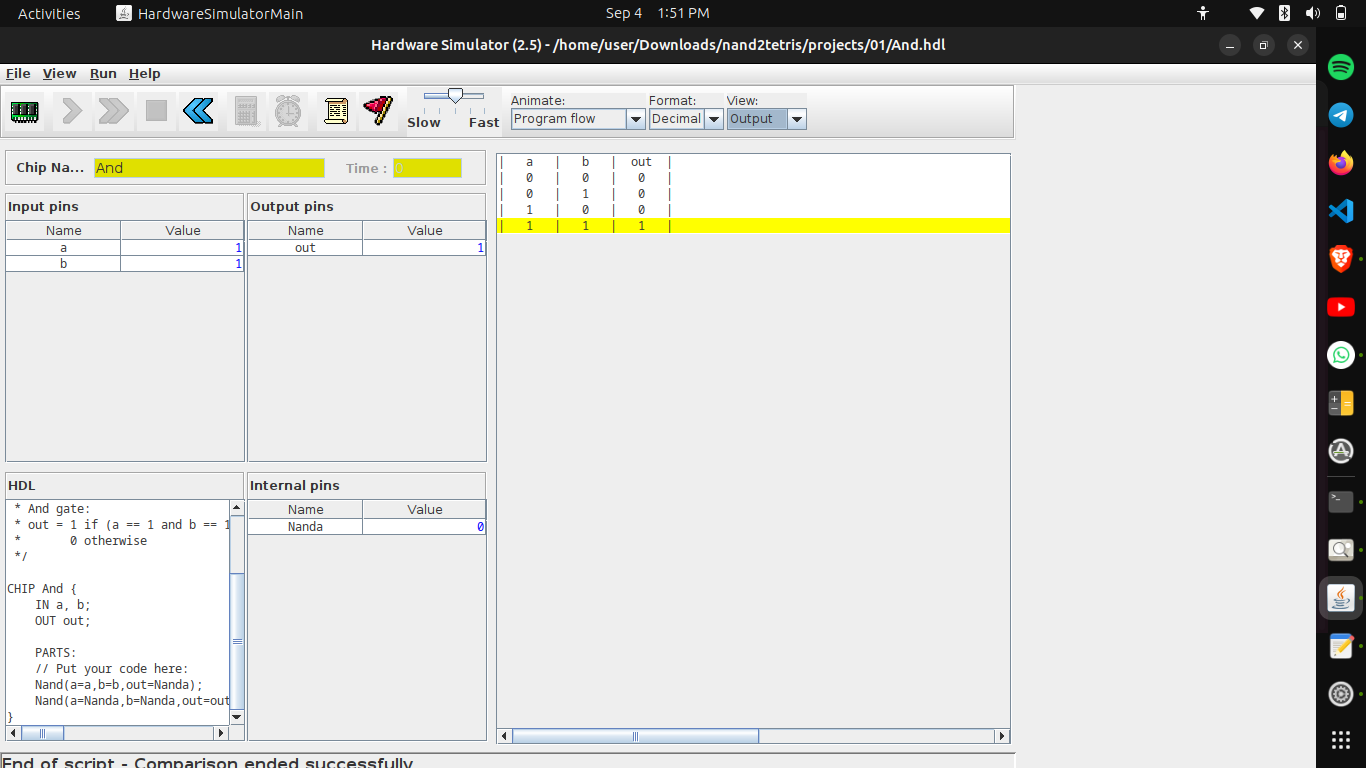 Activities
HardwareSimulatorMain
Sep 4 1:51 PM
Hardware Simulator (2.5) - /home/user/Downloads/nand2tetris/projects/01/And.hdl
File View Run Help
Slow Fast
Animate:
Program flow
Format:
Decimal
View:
Output
Chip Na...
And
Time :
0
Input pins
Name Value
a 1
b 1
Output pins
Name Value
out 1
| a | b | out |
| 0 | 0 | 0 |
| 0 | 1 | 0 |
| 1 | 0 | 0 |
| 1 | 1 | 1 |
HDL
* And gate:
* out = 1 if (a == 1 and b == 1
* 0 otherwise
*/
CHIP And {
IN a, b;
OUT out;
PARTS:
// Put your code here:
Nand(a=a,b=b,out=Nanda);
Nand(a=Nanda,b=Nanda,out=out
}
Internal pins
Name Value
Nanda 0
End of script - Comparison ended successfully